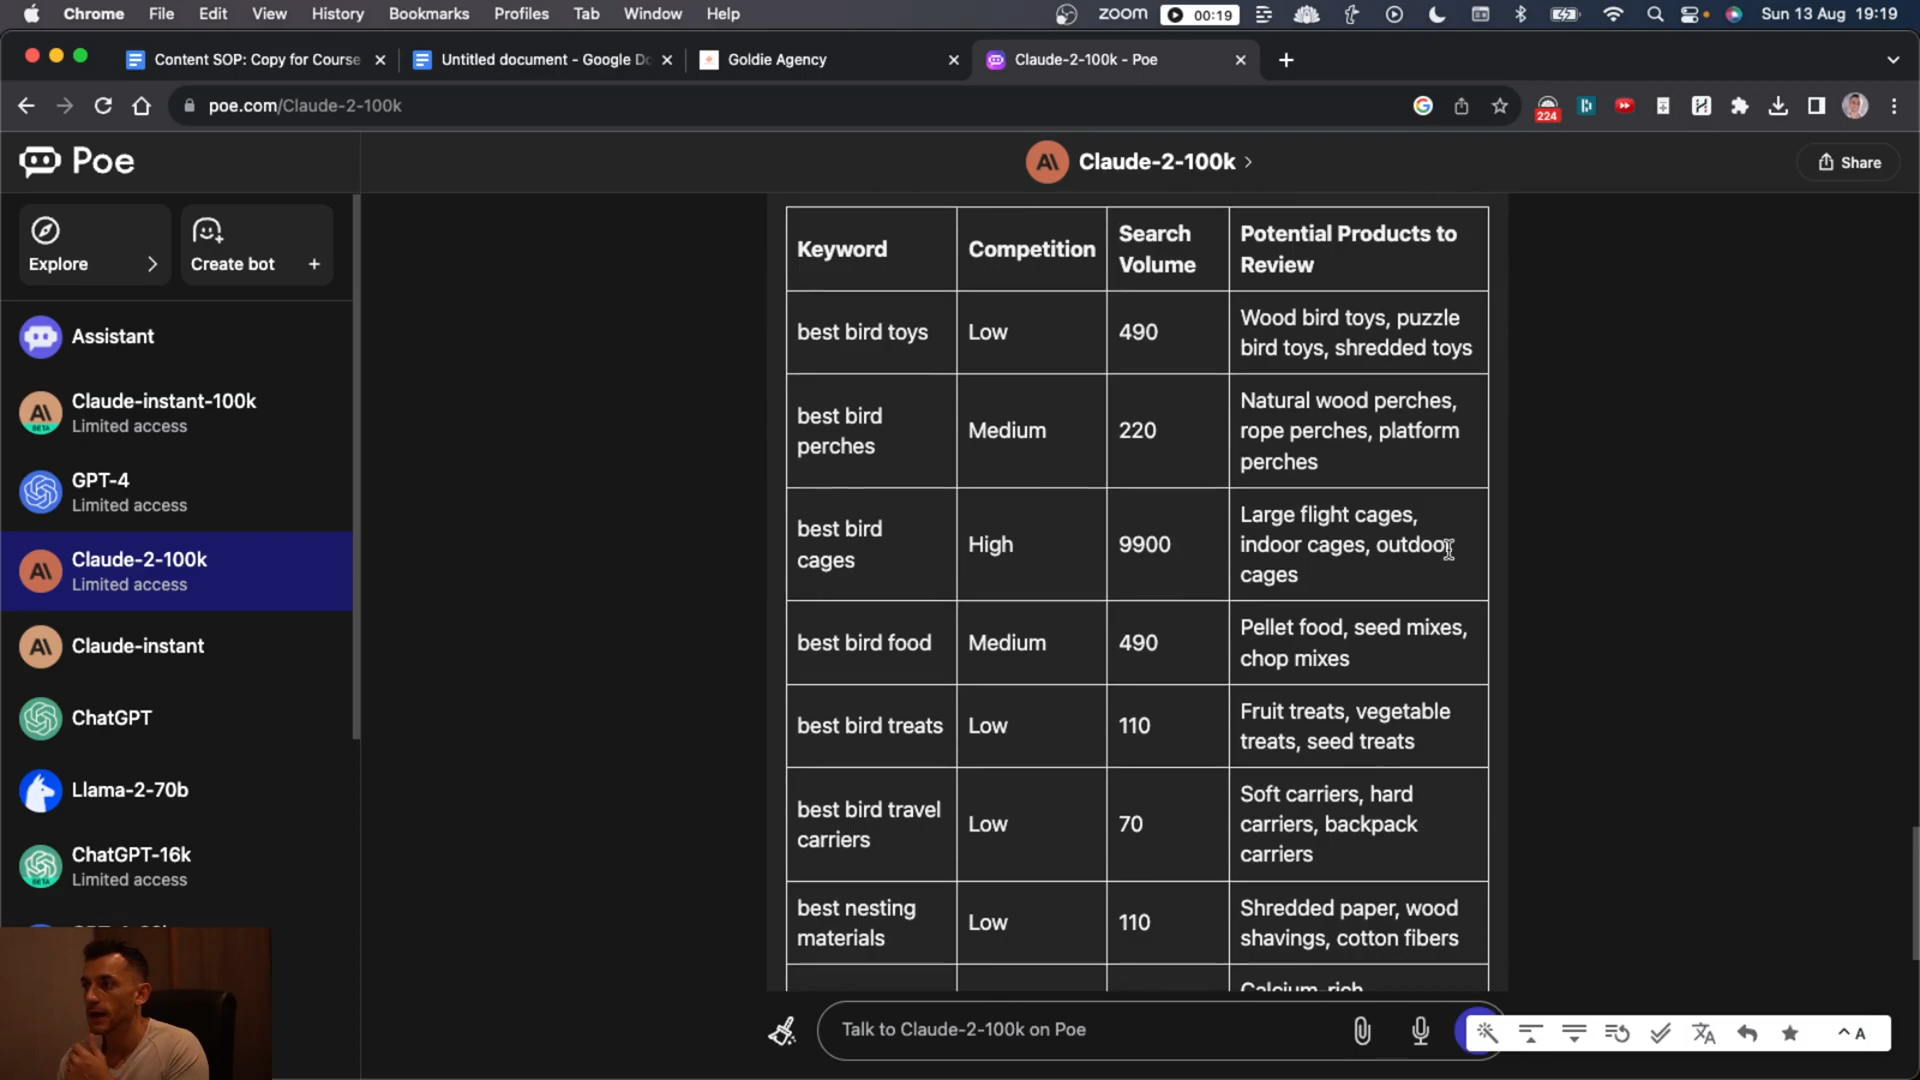 Chrome File Edit View History Bookmarks Profiles Tab Window Help
zoom 00:19 Sun 13 Aug 19:19
Content SOP: Copy for Course
Untitled document - Google Do
Goldie Agency
Claude-2-100k - Poe
poe.com/Claude-2-100k
224
Poe
Claude-2-100k
Share
Explore
Create bot +
Assistant
Claude-instant-100k
Limited access
BETA
GPT-4
Limited access
Claude-2-100k
Limited access
Claude-instant
ChatGPT
Llama-2-70b
ChatGPT-16k
Limited access
BETA
Keyword Competition Search Volume Potential Products to Review
best bird toys Low 490 Wood bird toys, puzzle bird toys, shredded toys
best bird perches Medium 220 Natural wood perches, rope perches, platform perches
best bird cages High 9900 Large flight cages, indoor cages, outdoor cages
best bird food Medium 490 Pellet food, seed mixes, chop mixes
best bird treats Low 110 Fruit treats, vegetable treats, seed treats
best bird travel carriers Low 70 Soft carriers, hard carriers, backpack carriers
best nesting materials Low 110 Shredded paper, wood shavings, cotton fibers
Calcium-rich
Talk to Claude-2-100k on Poe
A